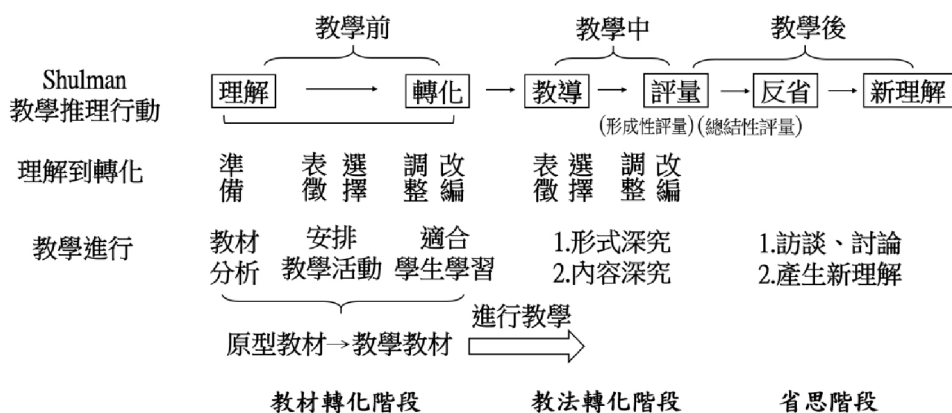 教學前 教學中 教學後
Shulman
教學推理行動
理解 → 轉化 → 教導 → 評量 → 反省 → 新理解
(形成性評量)(總結性評量)
理解到轉化 準備 表徵 選擇 調整 改編 表徵 選擇 調整 改編
教學進行
教材 安排 適合 1.形式深究 1.訪談、討論
分析 教學活動 學生學習 2.內容深究 2.產生新理解
原型教材→教學教材 進行教學
教材轉化階段 教法轉化階段 省思階段